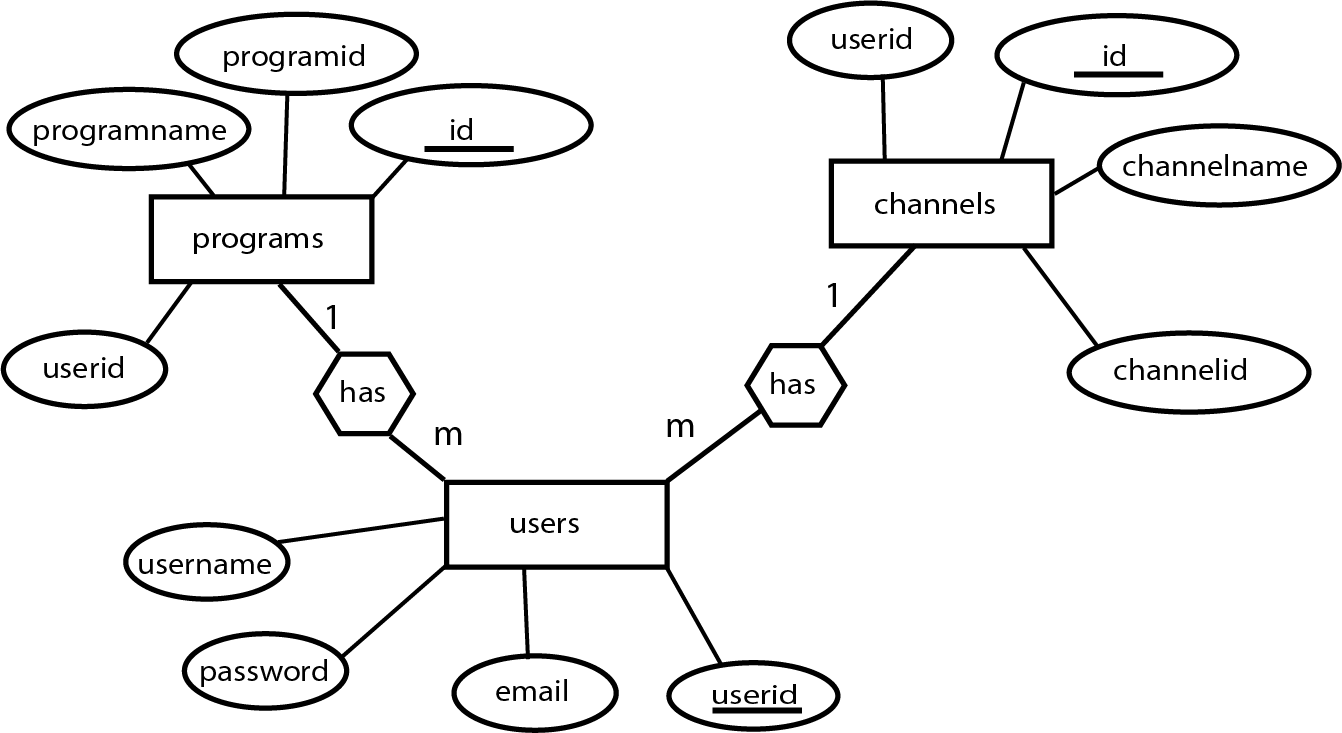 userid
id
programid
programname
id
channelname
channels
programs
1
1
userid
has
has
channelid
m
m
users
username
password
email
userid